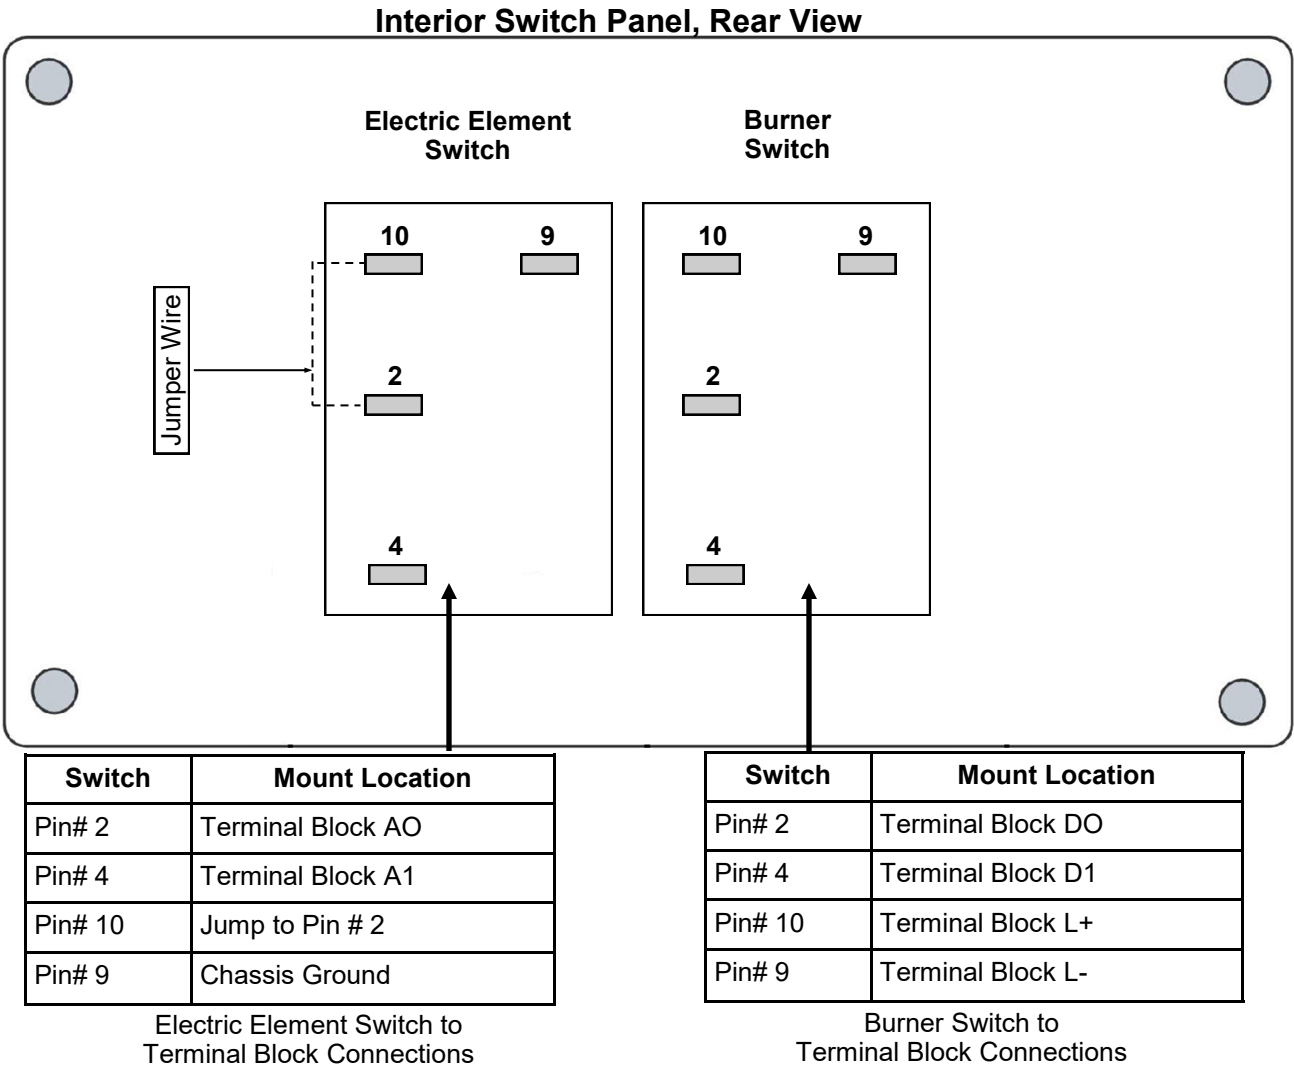 Interior Switch Panel, Rear View
Electric Element
Switch
Burner
Switch
10
9
2
4
10
9
2
4
Jumper Wire
Switch Mount Location
Pin# 2 Terminal Block AO
Pin# 4 Terminal Block A1
Pin# 10 Jump to Pin # 2
Pin# 9 Chassis Ground
Electric Element Switch to
Terminal Block Connections
Switch Mount Location
Pin# 2 Terminal Block DO
Pin# 4 Terminal Block D1
Pin# 10 Terminal Block L+
Pin# 9 Terminal Block L-
Burner Switch to
Terminal Block Connections